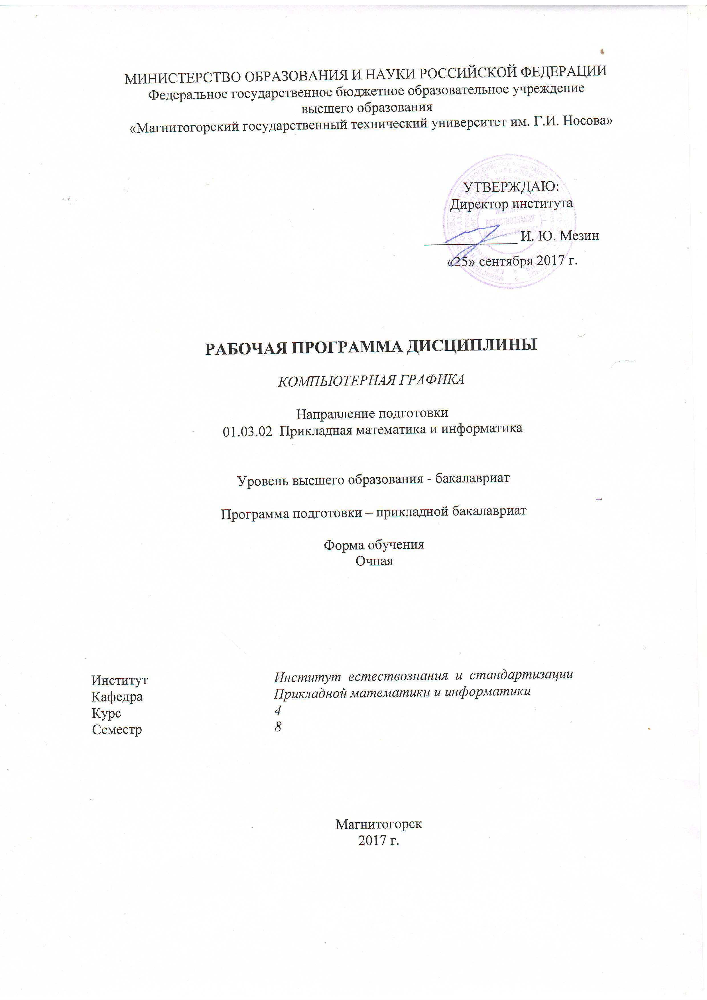 МИНИСТЕРСТВО ОБРАЗОВАНИЯ И НАУКИ РОССИЙСКОЙ ФЕДЕРАЦИИ
Федеральное государственное бюджетное образовательное учреждение
высшего образования
«Магнитогорский государственный технический университет им. Г.И. Носова»
УТВЕРЖДАЮ:
Директор института
ИНСТИТУТ
ЕСТЕСТВОЗНАНИЯ
И СТАНДАРТИЗАЦИИ
И. Ю. Мезин
«25» сентября 2017 г.
РАБОЧАЯ ПРОГРАММА ДИСЦИПЛИНЫ
КОМПЬЮТЕРНАЯ ГРАФИКА
Направление подготовки
01.03.02 Прикладная математика и информатика
Уровень высшего образования - бакалавриат
Программа подготовки – прикладной бакалавриат
Форма обучения
Очная
Институт Институт естествознания и стандартизации
Кафедра Прикладной математики и информатики
Курс 4
Семестр 8
Магнитогорск
2017 г.